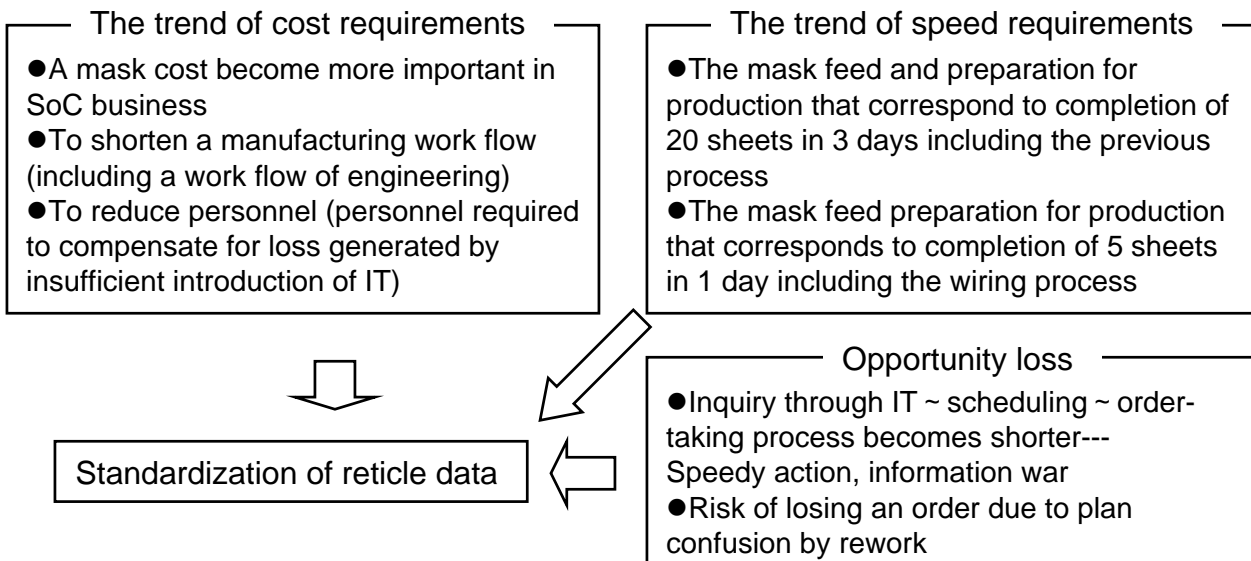 The trend of cost requirements
●A mask cost become more important in
SoC business
●To shorten a manufacturing work flow
(including a work flow of engineering)
●To reduce personnel (personnel required
to compensate for loss generated by
insufficient introduction of IT)
The trend of speed requirements
●The mask feed and preparation for
production that correspond to completion of
20 sheets in 3 days including the previous
process
●The mask feed preparation for production
that corresponds to completion of 5 sheets
in 1 day including the wiring process
Opportunity loss
●Inquiry through IT ~ scheduling ~ order-
taking process becomes shorter---
Speedy action, information war
●Risk of losing an order due to plan
confusion by rework
Standardization of reticle data